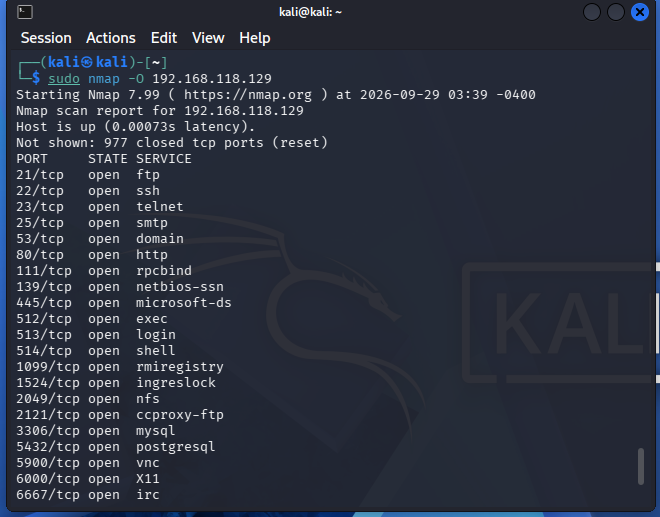 kali@kali: ~
Session Actions Edit View Help
┌──(kali㉿kali)-[~]
└─$ sudo nmap -O 192.168.118.129
Starting Nmap 7.99 ( https://nmap.org ) at 2026-09-29 03:39 -0400
Nmap scan report for 192.168.118.129
Host is up (0.00073s latency).
Not shown: 977 closed tcp ports (reset)
PORT     STATE SERVICE
21/tcp   open  ftp
22/tcp   open  ssh
23/tcp   open  telnet
25/tcp   open  smtp
53/tcp   open  domain
80/tcp   open  http
111/tcp  open  rpcbind
139/tcp  open  netbios-ssn
445/tcp  open  microsoft-ds
512/tcp  open  exec
513/tcp  open  login
514/tcp  open  shell
1099/tcp open  rmiregistry
1524/tcp open  ingreslock
2049/tcp open  nfs
2121/tcp open  ccproxy-ftp
3306/tcp open  mysql
5432/tcp open  postgresql
5900/tcp open  vnc
6000/tcp open  X11
6667/tcp open  irc
KAL